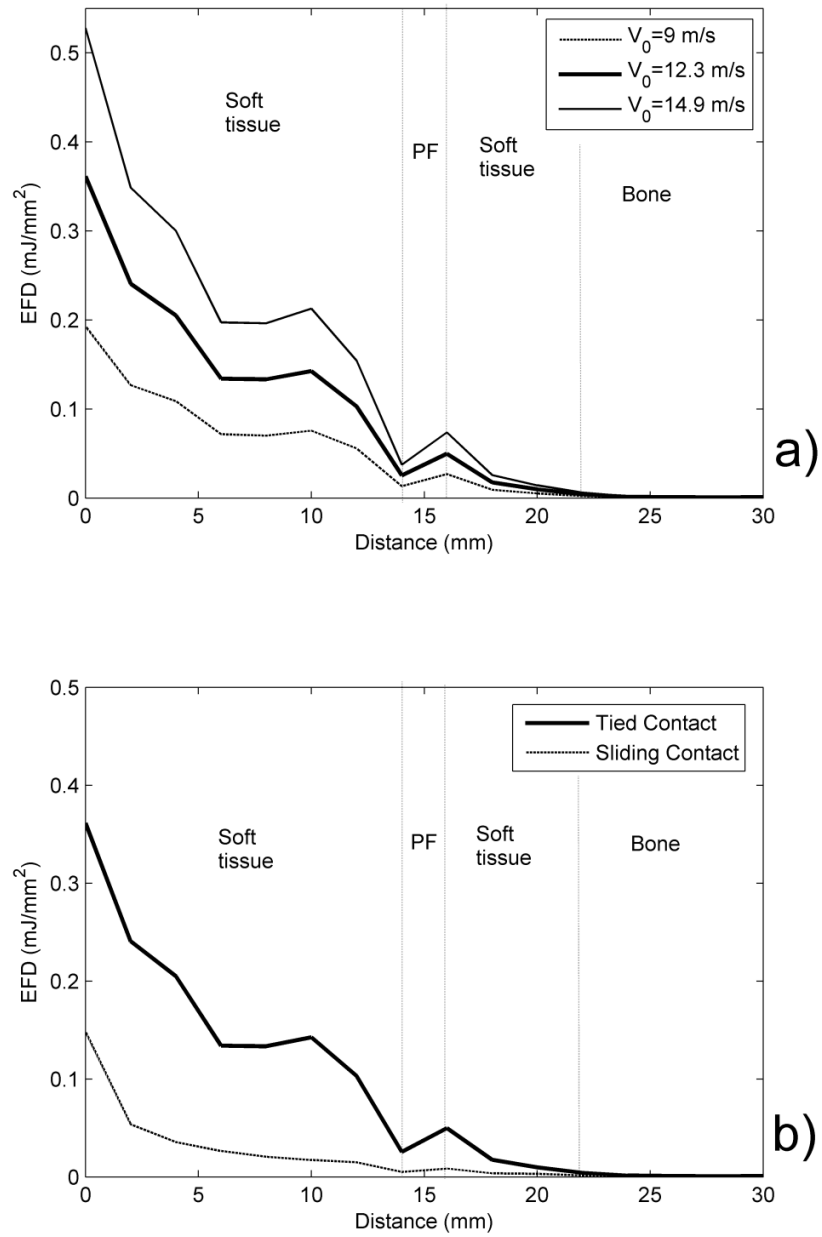 0.5
0.4
0.3
0.2
0.1
0
EFD (mJ/mm²)
Soft
tissue
PF
Soft
tissue
Bone
V₀=9 m/s
V₀=12.3 m/s
V₀=14.9 m/s
0 5 10 15 20 25 30
Distance (mm)
a)
0.5
0.4
0.3
0.2
0.1
0
EFD (mJ/mm²)
Soft
tissue
PF
Soft
tissue
Bone
Tied Contact
Sliding Contact
0 5 10 15 20 25 30
Distance (mm)
b)